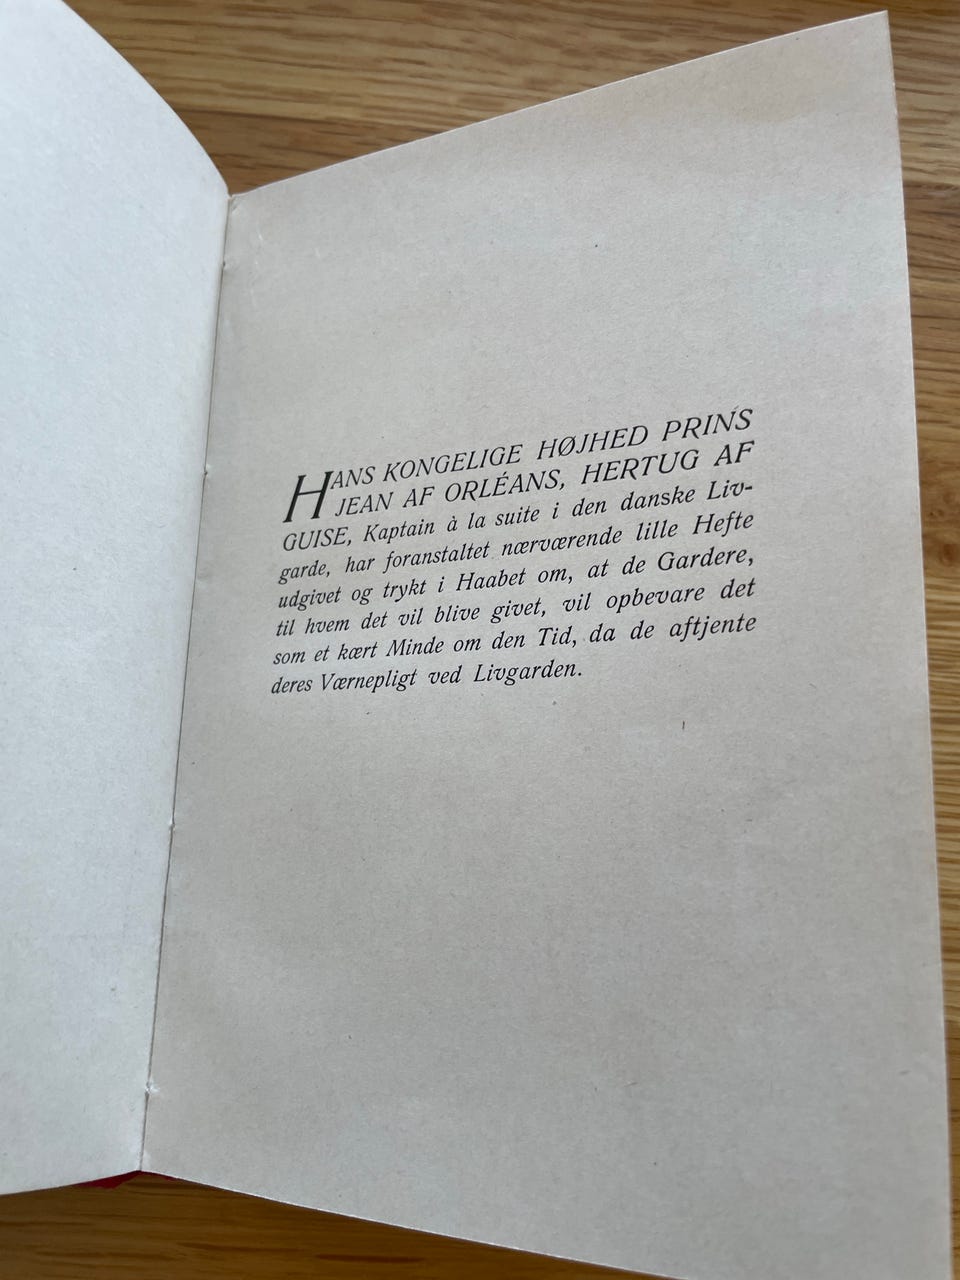 HANS KONGELIGE HØJHED PRINS
JEAN AF ORLÉANS, HERTUG AF
GUISE, Kaptain à la suite i den danske Liv-
garde, har foranstaltet nærværende lille Hefte
udgivet og trykt i Haabet om, at de Gardere,
til hvem det vil blive givet, vil opbevare det
som et kært Minde om den Tid, da de aftjente
deres Værnepligt ved Livgarden.